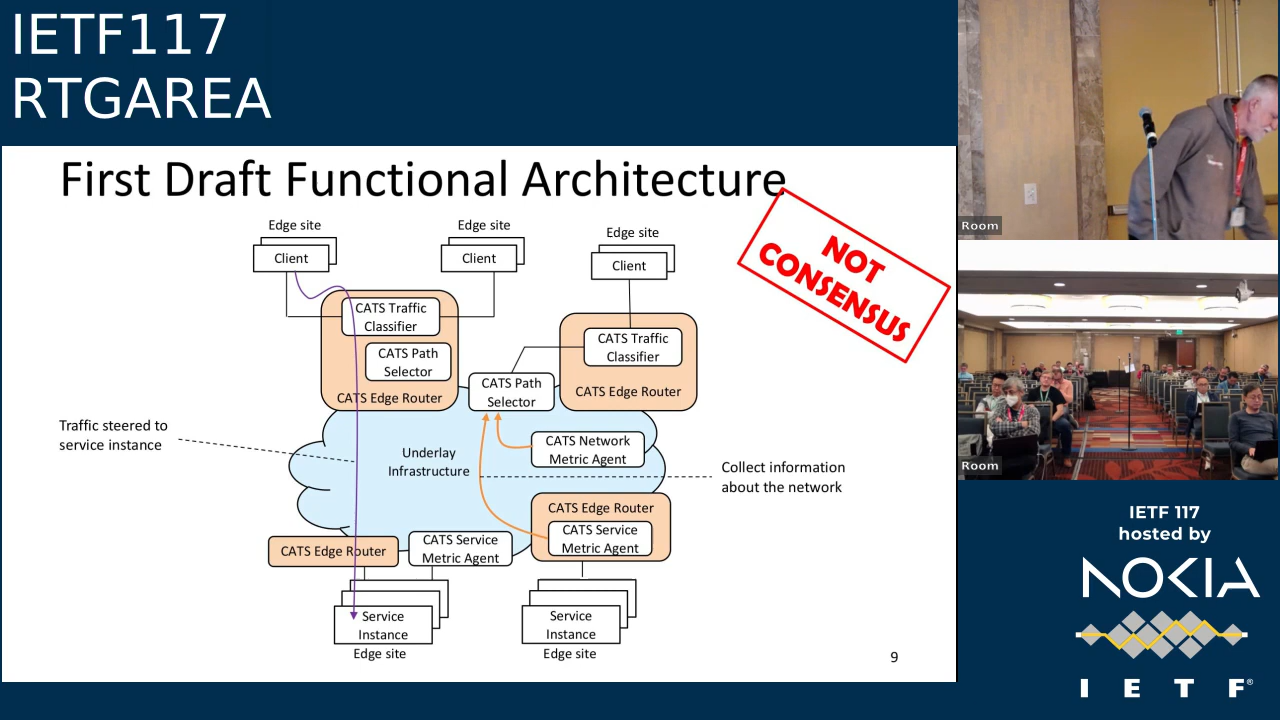 IETF117
RTGAREA
First Draft Functional Architecture
NOT
CONSENSUS
Edge site
Client
Edge site
Client
Edge site
Client
CATS Traffic
Classifier
CATS Path
Selector
CATS Edge Router
CATS Path
Selector
CATS Traffic
Classifier
CATS Edge Router
Traffic steered to
service instance
Underlay
Infrastructure
CATS Network
Metric Agent
Collect information
about the network
CATS Edge Router
CATS Service
Metric Agent
CATS Edge Router
CATS Service
Metric Agent
Service
Instance
Edge site
Service
Instance
Edge site
9
Room
Room
IETF 117
hosted by
NOKIA
I E T F®